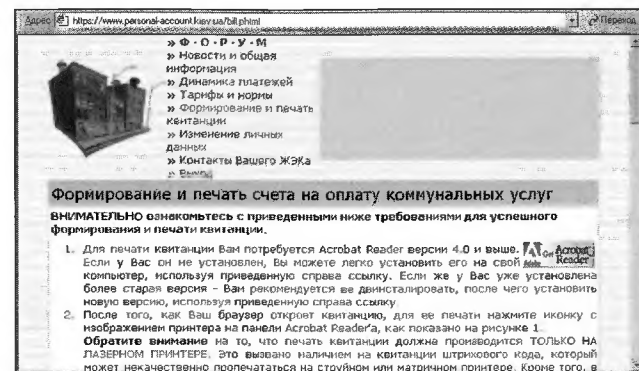 Адрес https://www.personal-account.kiev.ua/bill.phtml Переход
» Ф · О · Р · У · М
» Новости и общая
информация
» Динамика платежей
» Тарифы и нормы
» Формирование и печать
квитанции
» Изменение личных
данных
» Контакты Вашего ЖЭКа
» Выход
Формирование и печать счета на оплату коммунальных услуг
ВНИМАТЕЛЬНО ознакомьтесь с приведенными ниже требованиями для успешного
формирования и печати квитанции.
1. Для печати квитанции Вам потребуется Acrobat Reader версии 4.0 и выше. Get Acrobat
Если у Вас он не установлен, Вы можете легко установить его на свой Adobe Reader
компьютер, используя приведенную справа ссылку. Если же у Вас уже установлена
более старая версия – Вам рекомендуется ее деинсталировать, после чего установить
новую версию, используя приведенную справа ссылку.
2. После того, как Ваш браузер откроет квитанцию, для ее печати нажмите иконку с
изображением принтера на панели Acrobat Reader'а, как показано на рисунке 1.
Обратите внимание на то, что печать квитанции должна производится ТОЛЬКО НА
ЛАЗЕРНОМ ПРИНТЕРЕ. Это вызвано наличием на квитанции штрихового кода, который
может некачественно пропечататься на струйном или матричном принтере. Кроме того, в